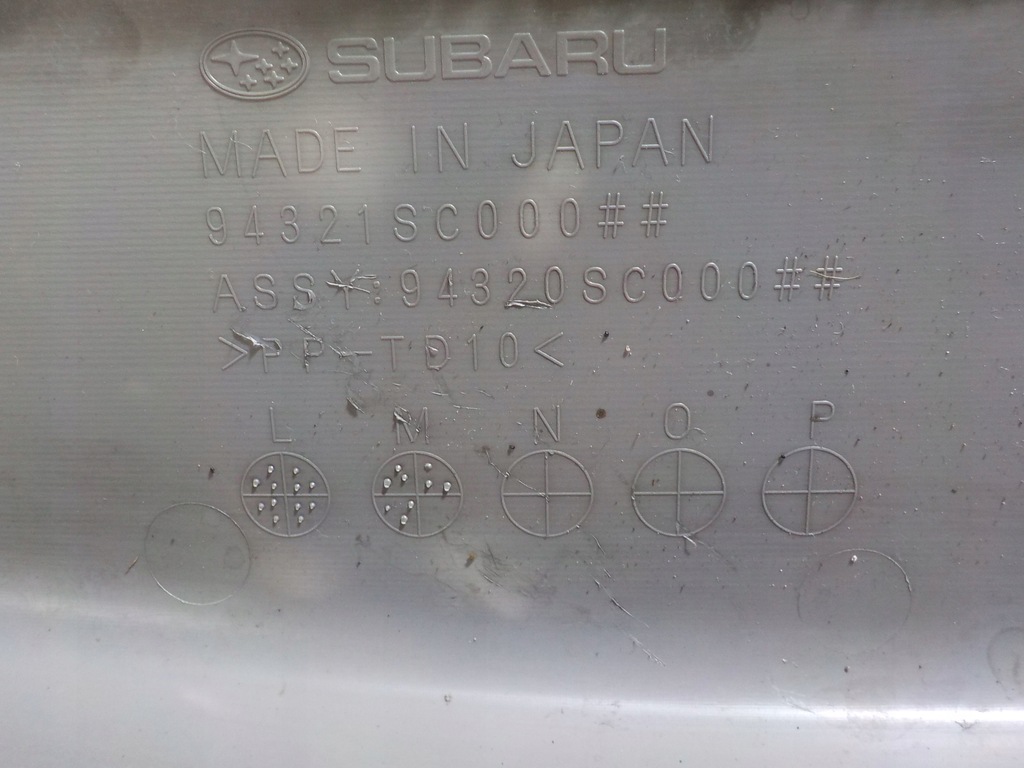 SUBARU
MADE IN JAPAN
94321SC000##
ASSY:94320SC000##
>PP-TD10<
L M N O P